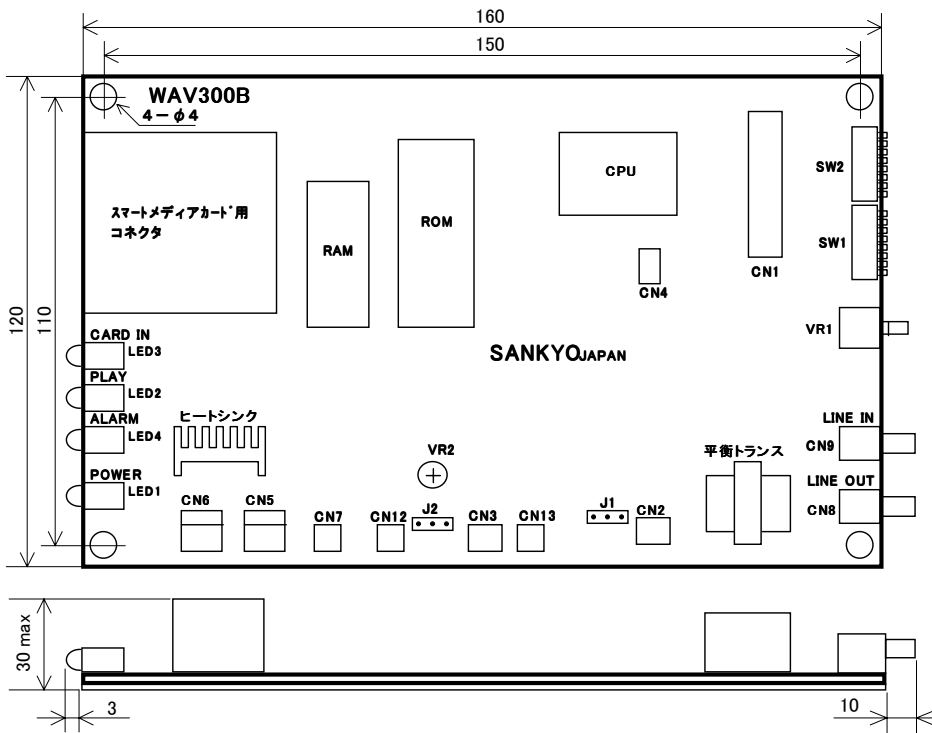 160
150
WAV300B
4-φ4
スマートメディアカード用
コネクタ
RAM
ROM
CPU
CN4
CN1
SW2
SW1
VR1
120
110
CARD IN
LED3
PLAY
LED2
ALARM
LED4
POWER
LED1
SANKYO JAPAN
ヒートシンク
VR2
平衡トランス
LINE IN
CN9
LINE OUT
CN8
CN6
CN5
CN7
CN12
J2
CN3
CN13
J1
CN2
30 max
3
10